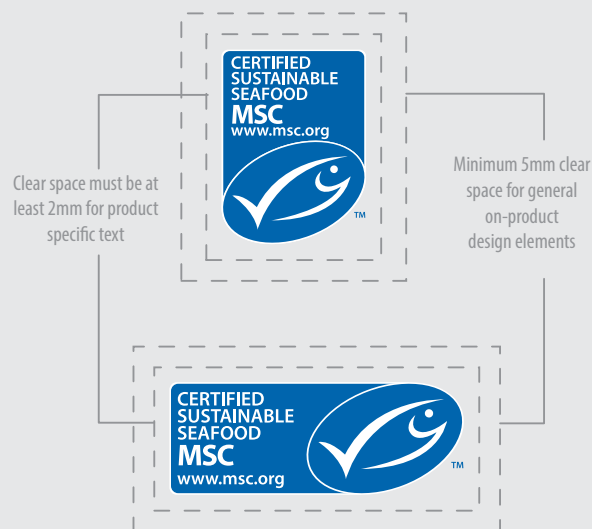 CERTIFIED
SUSTAINABLE
SEAFOOD
MSC
www.msc.org
TM
Clear space must be at
least 2mm for product
specific text
Minimum 5mm clear
space for general
on-product
design elements
CERTIFIED
SUSTAINABLE
SEAFOOD
MSC
www.msc.org
TM